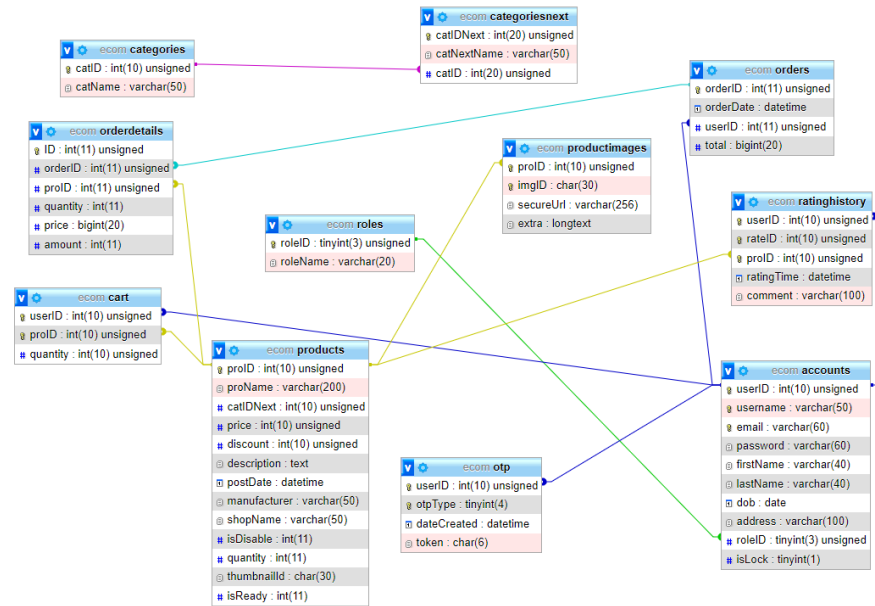 ecom categories
catID : int(10) unsigned
catName : varchar(50)
ecom categoriesnext
catIDNext : int(20) unsigned
catNextName : varchar(50)
catID : int(20) unsigned
ecom orders
orderID : int(11) unsigned
orderDate : datetime
userID : int(11) unsigned
total : bigint(20)
ecom orderdetails
ID : int(11) unsigned
orderID : int(11) unsigned
proID : int(11) unsigned
quantity : int(11)
price : bigint(20)
amount : int(11)
ecom productimages
proID : int(10) unsigned
imgID : char(30)
secureUrl : varchar(256)
extra : longtext
ecom roles
roleID : tinyint(3) unsigned
roleName : varchar(20)
ecom ratinghistory
userID : int(10) unsigned
rateID : int(10) unsigned
proID : int(10) unsigned
ratingTime : datetime
comment : varchar(100)
ecom cart
userID : int(10) unsigned
proID : int(10) unsigned
quantity : int(10) unsigned
ecom products
proID : int(10) unsigned
proName : varchar(200)
catIDNext : int(10) unsigned
price : int(10) unsigned
discount : int(10) unsigned
description : text
postDate : datetime
manufacturer : varchar(50)
shopName : varchar(50)
isDisable : int(11)
quantity : int(11)
thumbnailId : char(30)
isReady : int(11)
ecom otp
userID : int(10) unsigned
otpType : tinyint(4)
dateCreated : datetime
token : char(6)
ecom accounts
userID : int(10) unsigned
username : varchar(50)
email : varchar(60)
password : varchar(60)
firstName : varchar(40)
lastName : varchar(40)
dob : date
address : varchar(100)
roleID : tinyint(3) unsigned
isLock : tinyint(1)